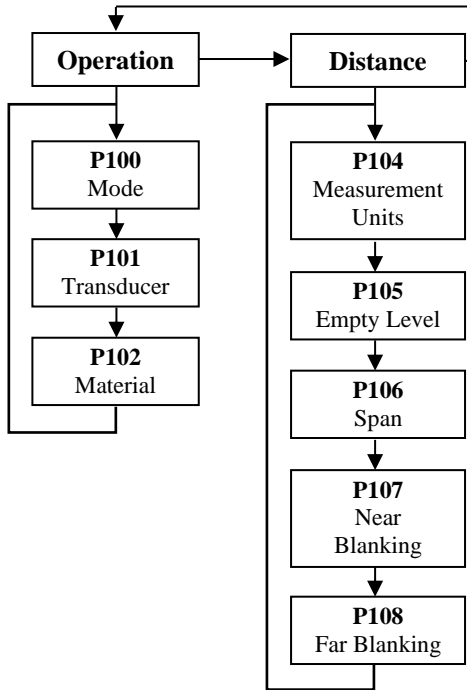 Operation
Distance
P100
Mode
P101
Transducer
P102
Material
P104
Measurement
Units
P105
Empty Level
P106
Span
P107
Near
Blanking
P108
Far Blanking